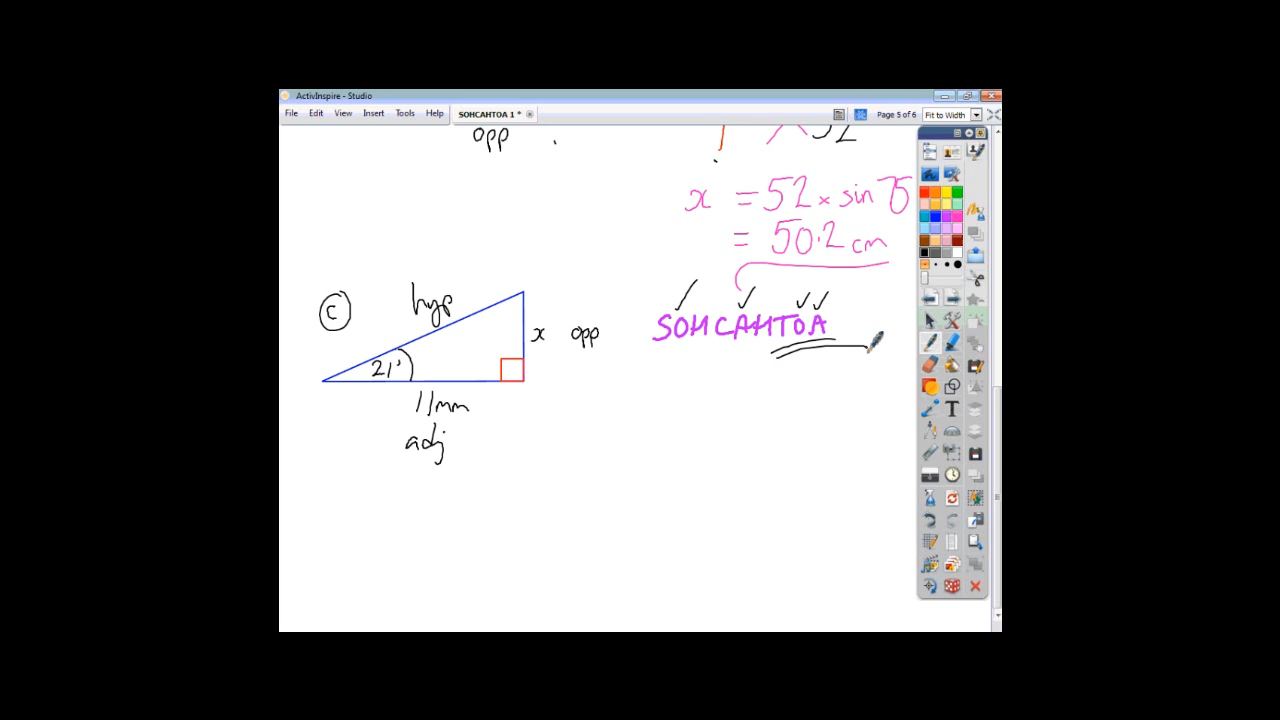 ActivInspire - Studio
File Edit View Insert Tools Help SOHCAHTOA 1 * Page 5 of 6 Fit to Width
opp
52
x = 52 × sin 75
= 50.2 cm
C
hyp
SOHCAHTOA
x opp
21°
11mm
adj